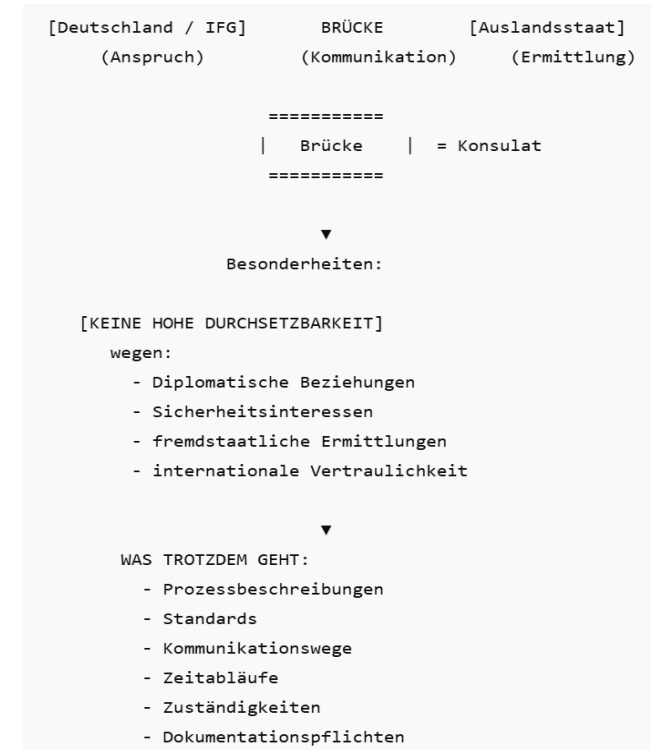 [Deutschland / IFG] BRÜCKE [Auslandsstaat]
(Anspruch) (Kommunikation) (Ermittlung)
===========
| Brücke | = Konsulat
===========
▼
Besonderheiten:
[KEINE HOHE DURCHSETZBARKEIT]
wegen:
- Diplomatische Beziehungen
- Sicherheitsinteressen
- fremdstaatliche Ermittlungen
- internationale Vertraulichkeit
▼
WAS TROTZDEM GEHT:
- Prozessbeschreibungen
- Standards
- Kommunikationswege
- Zeitabläufe
- Zuständigkeiten
- Dokumentationspflichten